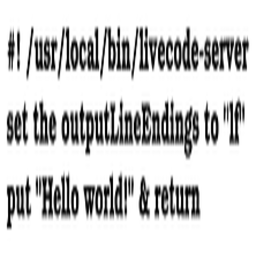 #! /usr/local/bin/livecode-server
set the outputLineEndings to "lf"
put "Hello world!" & return